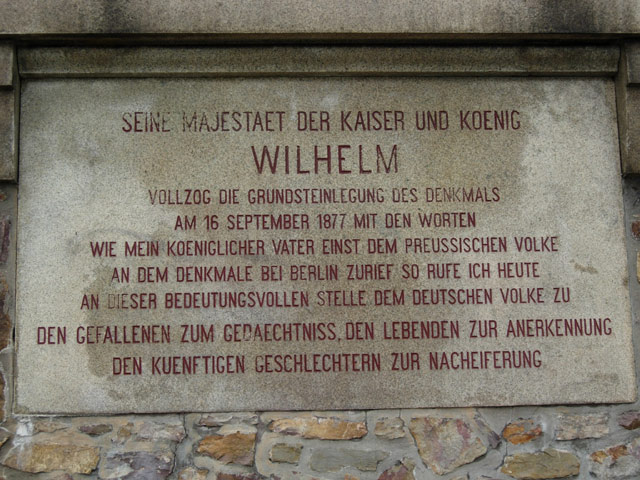 SEINE MAJESTAET DER KAISER UND KOENIG
WILHELM
VOLLZOG DIE GRUNDSTEINLEGUNG DES DENKMALS
AM 16 SEPTEMBER 1877 MIT DEN WORTEN
WIE MEIN KOENIGLICHER VATER EINST DEM PREUSSISCHEN VOLKE
AN DEM DENKMALE BEI BERLIN ZURIEF SO RUFE ICH HEUTE
AN DIESER BEDEUTUNGSVOLLEN STELLE DEM DEUTSCHEN VOLKE ZU
DEN GEFALLENEN ZUM GEDAECHTNISS, DEN LEBENDEN ZUR ANERKENNUNG
DEN KUENFTIGEN GESCHLECHTERN ZUR NACHEIFERUNG